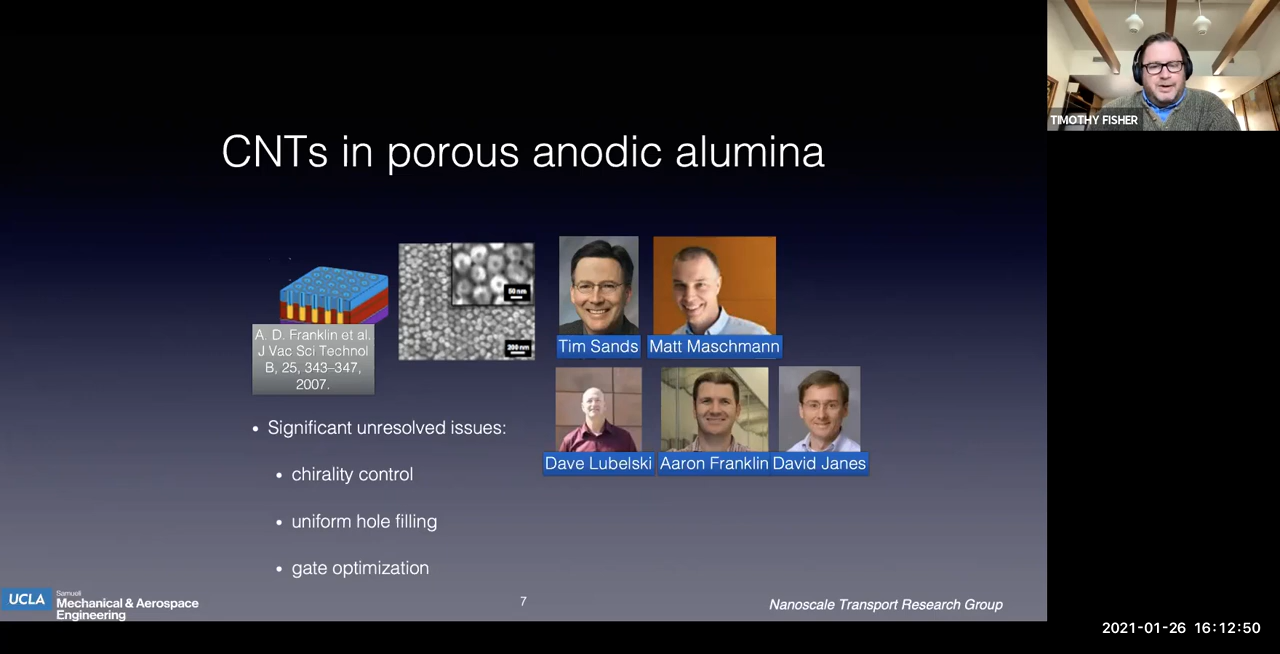 TIMOTHY FISHER
CNTs in porous anodic alumina
50 nm
200 nm
A. D. Franklin et al.
J Vac Sci Technol
B, 25, 343–347,
2007.
Tim Sands
Matt Maschmann
Dave Lubelski
Aaron Franklin
David Janes
• Significant unresolved issues:
• chirality control
• uniform hole filling
• gate optimization
UCLA
Samueli
Mechanical & Aerospace
Engineering
7
Nanoscale Transport Research Group
2021-01-26 16:12:50